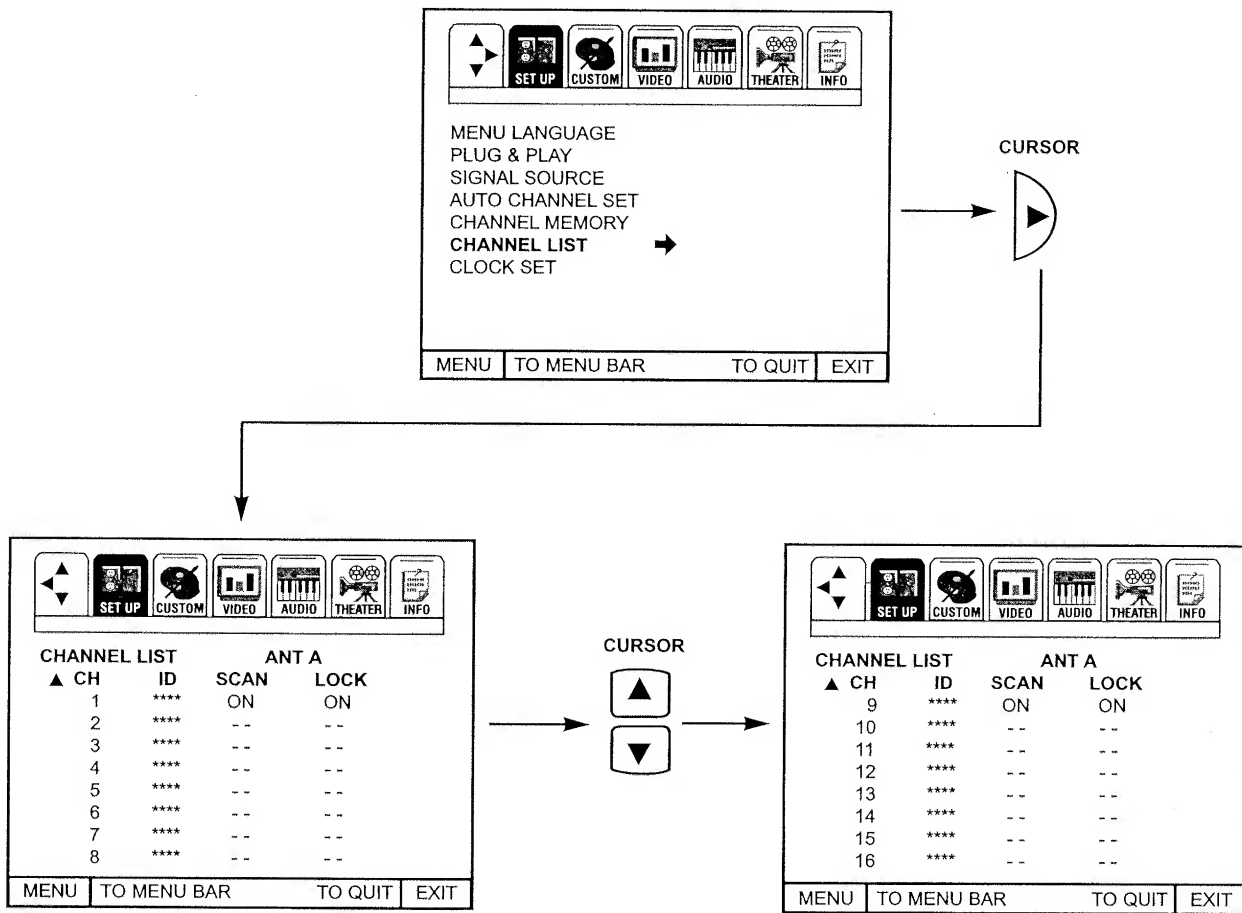 SET UP CUSTOM VIDEO AUDIO THEATER INFO
MENU LANGUAGE
PLUG & PLAY
SIGNAL SOURCE
AUTO CHANNEL SET
CHANNEL MEMORY
CHANNEL LIST
CLOCK SET
MENU TO MENU BAR TO QUIT EXIT
CURSOR
SET UP CUSTOM VIDEO AUDIO THEATER INFO
CHANNEL LIST ANT A
▲ CH ID SCAN LOCK
1 **** ON ON
2 **** -- --
3 **** -- --
4 **** -- --
5 **** -- --
6 **** -- --
7 **** -- --
8 **** -- --
MENU TO MENU BAR TO QUIT EXIT
CURSOR
SET UP CUSTOM VIDEO AUDIO THEATER INFO
CHANNEL LIST ANT A
▲ CH ID SCAN LOCK
9 **** ON ON
10 **** -- --
11 **** -- --
12 **** -- --
13 **** -- --
14 **** -- --
15 **** -- --
16 **** -- --
MENU TO MENU BAR TO QUIT EXIT